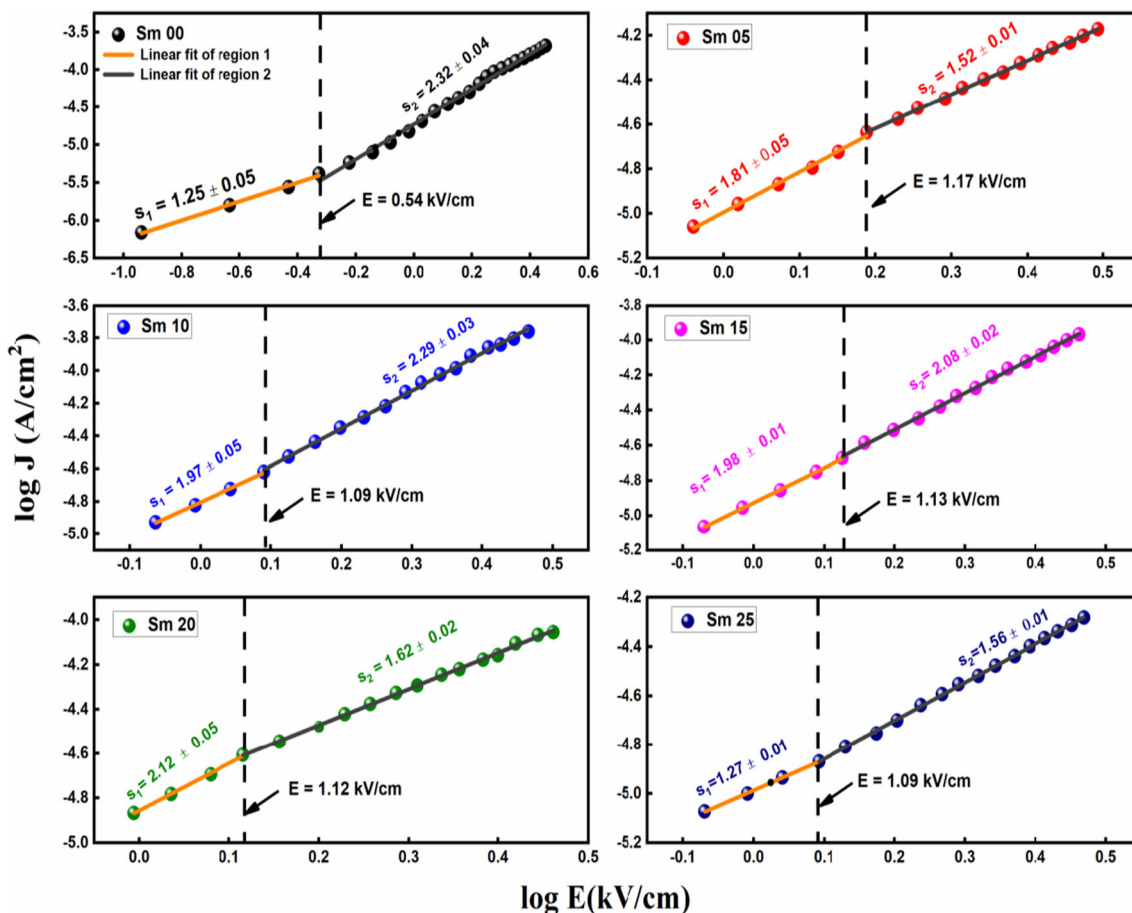 Sm 00
Linear fit of region 1
Linear fit of region 2
s1 = 1.25 ± 0.05
s2 = 2.32 ± 0.04
E = 0.54 kV/cm
-3.5
-4.0
-4.5
-5.0
-5.5
-6.0
-6.5
-1.0 -0.8 -0.6 -0.4 -0.2 0.0 0.2 0.4 0.6
Sm 05
s1 = 1.81 ± 0.05
s2 = 1.52 ± 0.01
E = 1.17 kV/cm
-4.2
-4.4
-4.6
-4.8
-5.0
-5.2
-0.1 0.0 0.1 0.2 0.3 0.4 0.5
Sm 10
s1 = 1.97 ± 0.05
s2 = 2.29 ± 0.03
E = 1.09 kV/cm
-3.6
-3.8
-4.0
-4.2
-4.4
-4.6
-4.8
-5.0
-0.1 0.0 0.1 0.2 0.3 0.4 0.5
Sm 15
s1 = 1.98 ± 0.01
s2 = 2.08 ± 0.02
E = 1.13 kV/cm
-3.8
-4.0
-4.2
-4.4
-4.6
-4.8
-5.0
-5.2
-0.1 0.0 0.1 0.2 0.3 0.4 0.5
Sm 20
s1 = 2.12 ± 0.05
s2 = 1.62 ± 0.02
E = 1.12 kV/cm
-4.0
-4.2
-4.4
-4.6
-4.8
-5.0
0.0 0.1 0.2 0.3 0.4 0.5
Sm 25
s1=1.27 ± 0.01
s2=1.56 ± 0.01
E = 1.09 kV/cm
-4.2
-4.4
-4.6
-4.8
-5.0
-5.2
-0.1 0.0 0.1 0.2 0.3 0.4 0.5
log J (A/cm²)
log E(kV/cm)